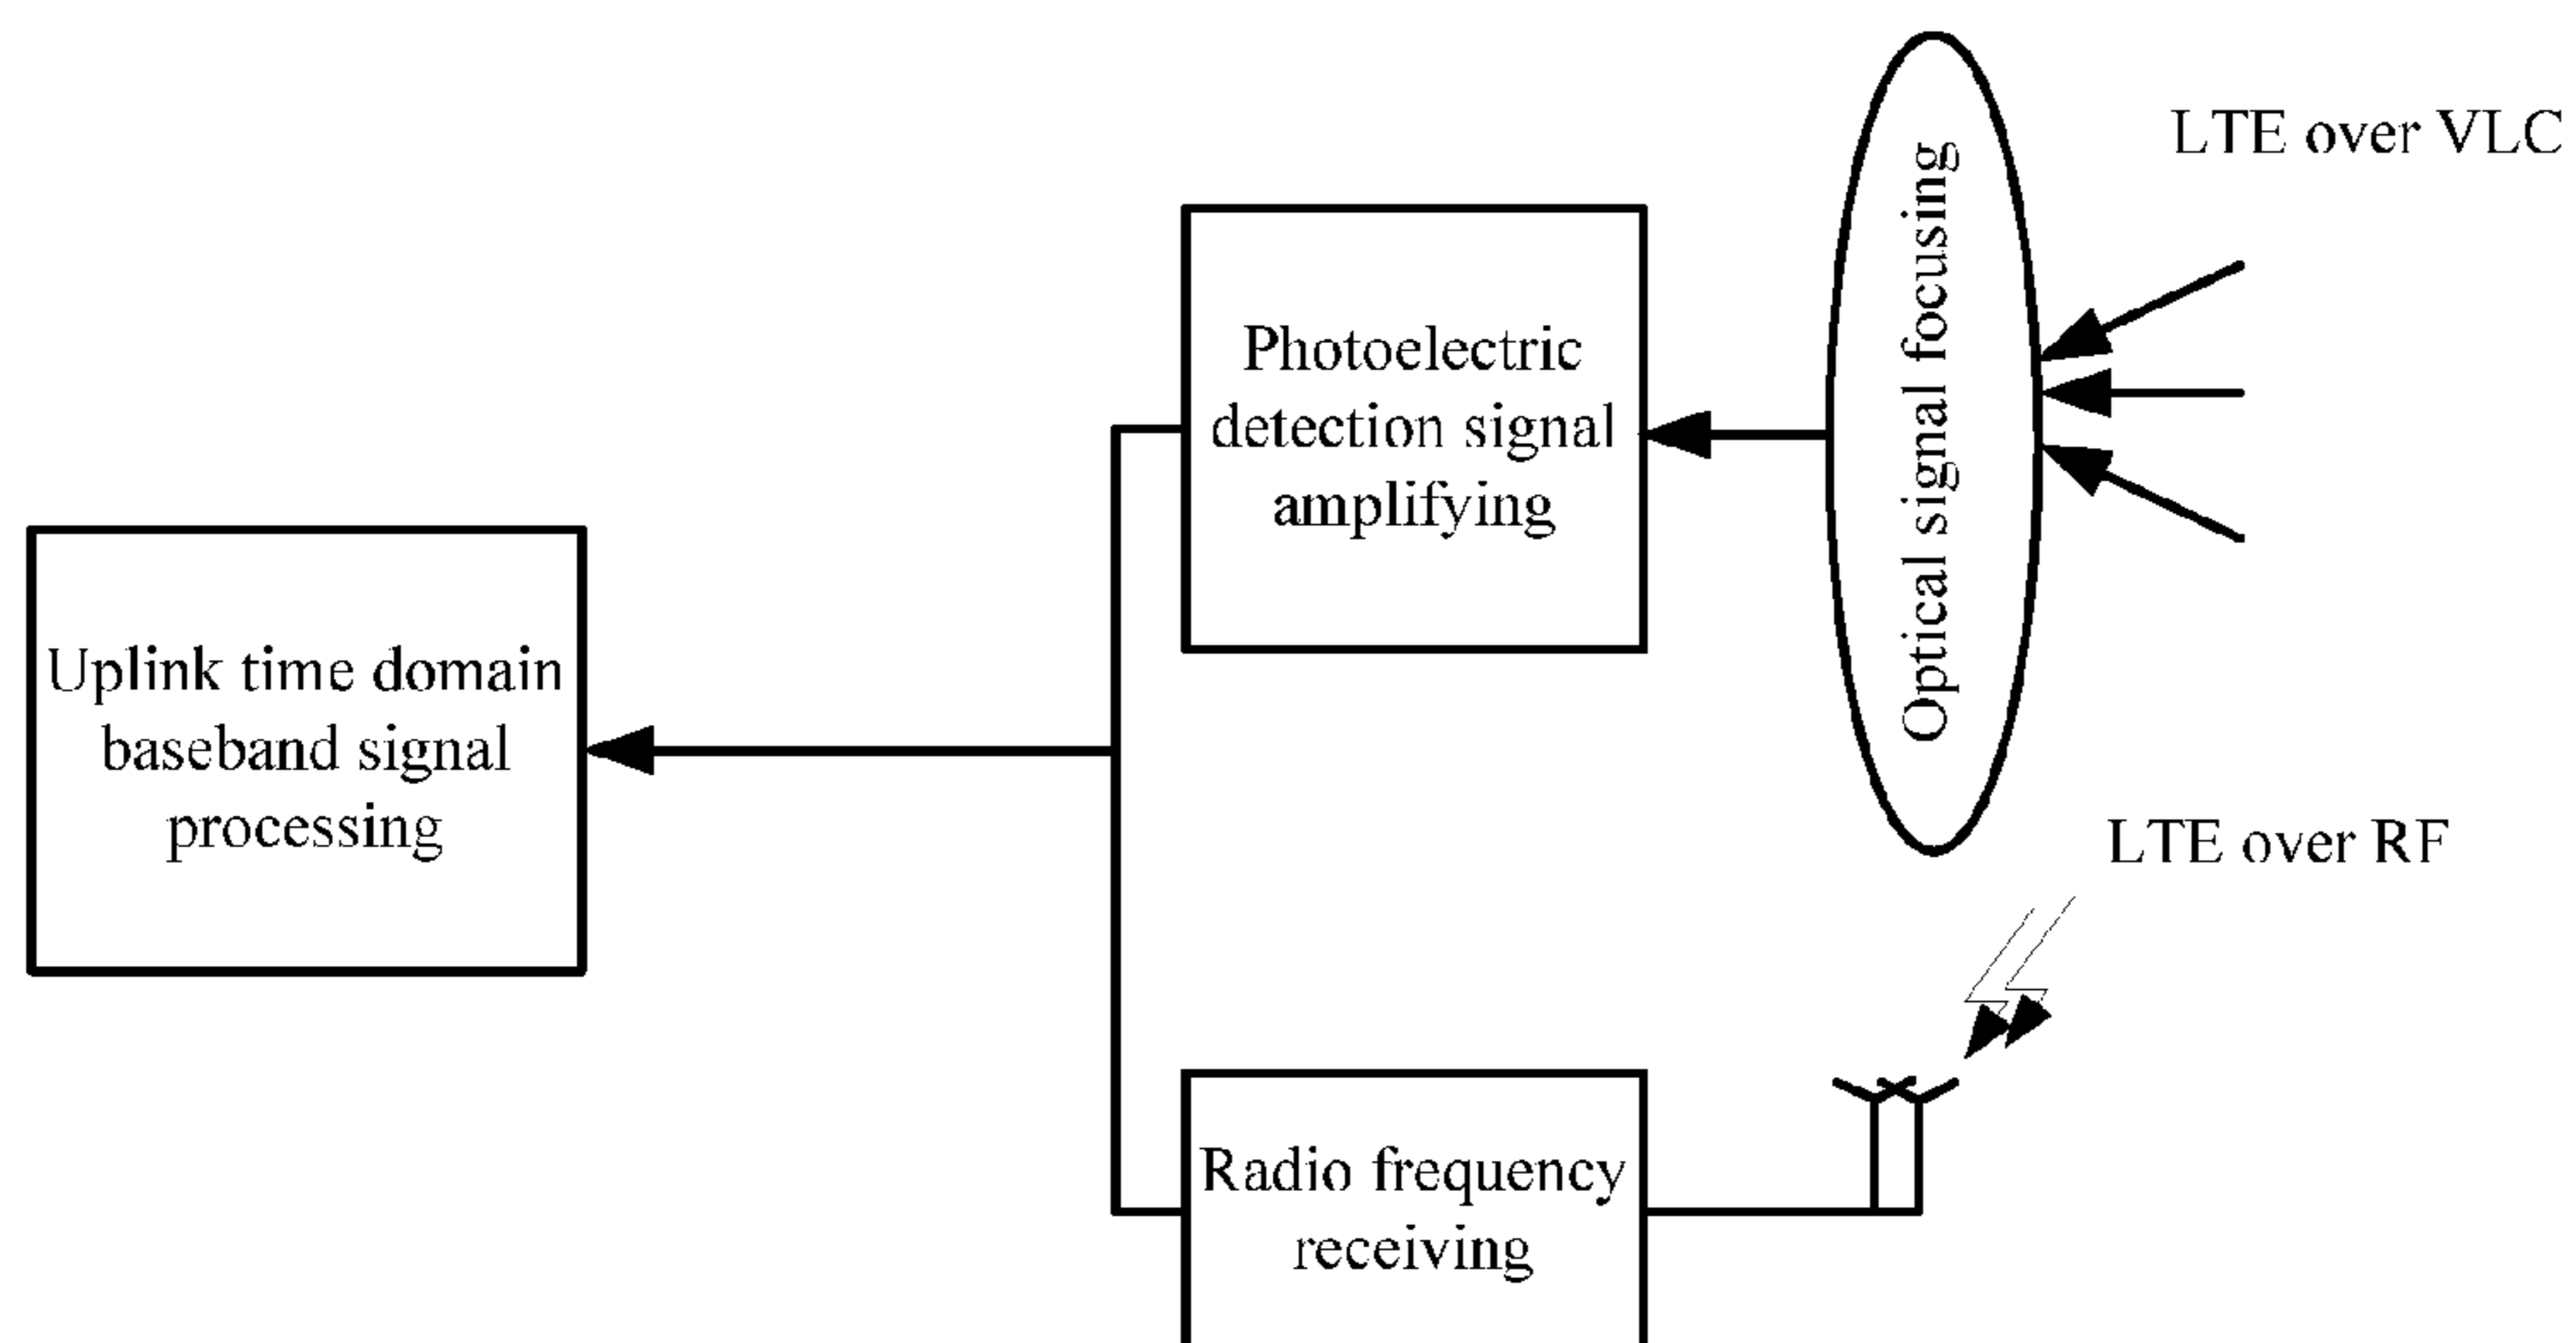 LTE over VLC
Optical signal focusing
Photoelectric
detection signal
amplifying
Uplink time domain
baseband signal
processing
LTE over RF
Radio frequency
receiving